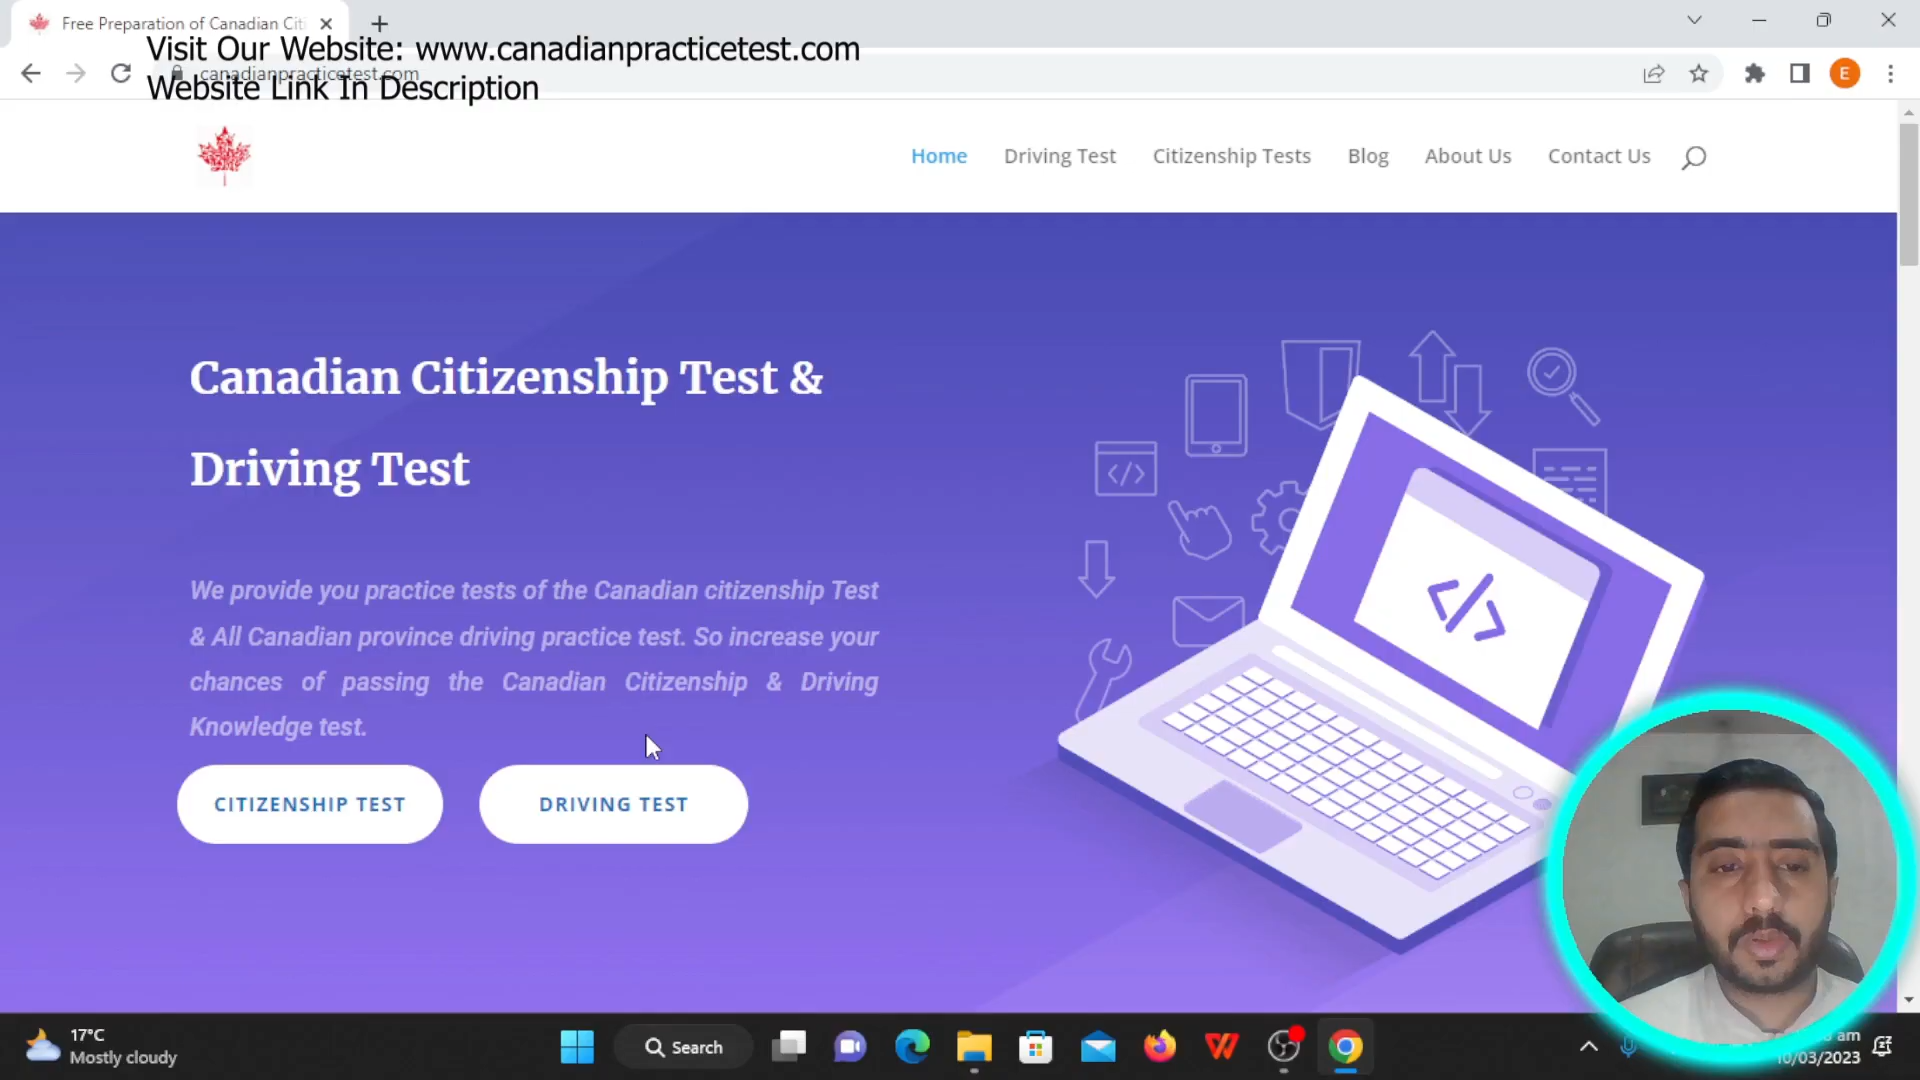 Free Preparation of Canadian Citi
Visit Our Website: www.canadianpracticetest.com
canadianpracticetest.com
Website Link In Description
E
Home
Driving Test
Citizenship Tests
Blog
About Us
Contact Us
Canadian Citizenship Test &
Driving Test
We provide you practice tests of the Canadian citizenship Test
& All Canadian province driving practice test. So increase your
chances of passing the Canadian Citizenship & Driving
Knowledge test.
CITIZENSHIP TEST
DRIVING TEST
17°C
Mostly cloudy
Search
am
10/03/2023